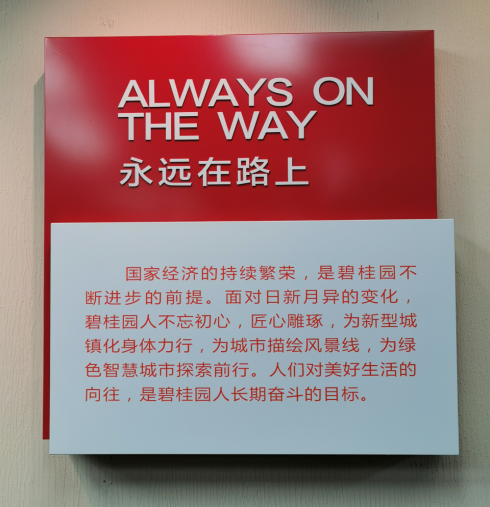 ALWAYS ON
THE WAY
永远在路上
国家经济的持续繁荣，是碧桂园不
断进步的前提。面对日新月异的变化，
碧桂园人不忘初心，匠心雕琢，为新型城
镇化身体力行，为城市描绘风景线，为绿
色智慧城市探索前行。人们对美好生活的
向往，是碧桂园人长期奋斗的目标。